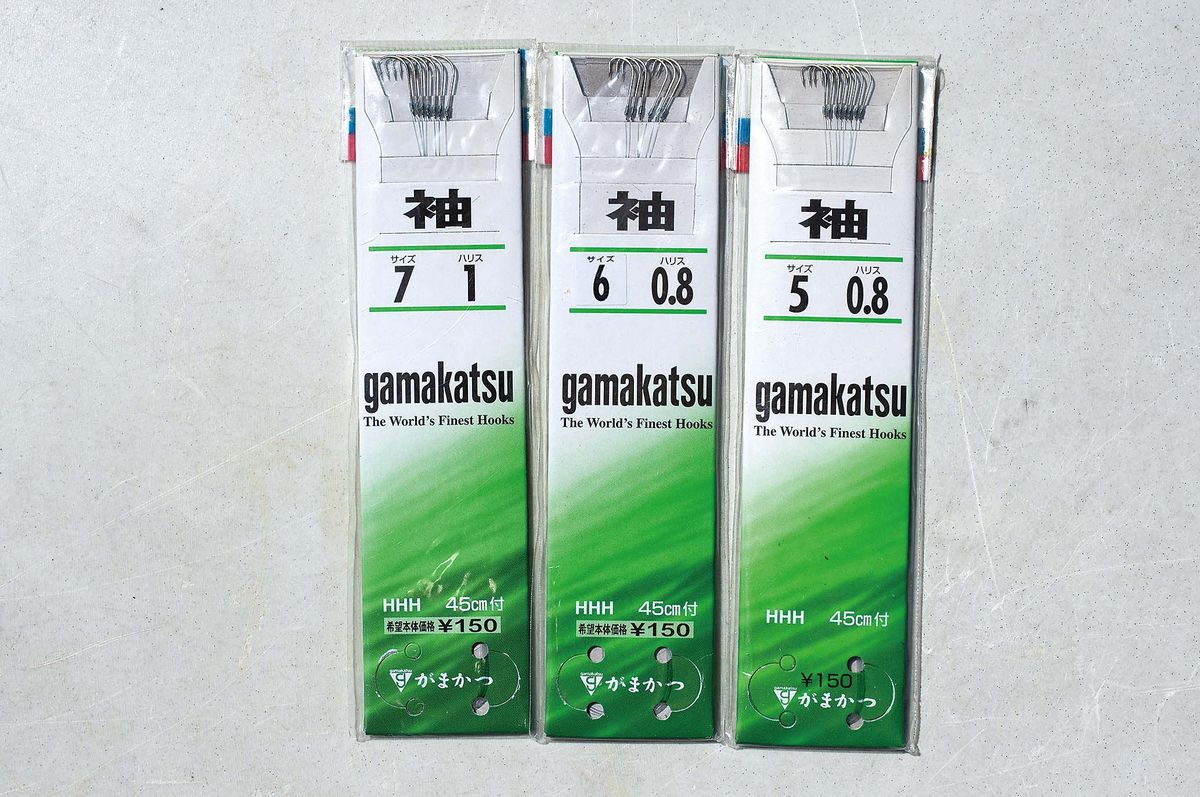 袖
サイズ ハリス
7 1
gamakatsu
The World's Finest Hooks
HHH 45cm付
希望本体価格 ¥150
gamakatsu
がまかつ
袖
サイズ ハリス
6 0.8
gamakatsu
The World's Finest Hooks
HHH 45cm付
希望本体価格 ¥150
gamakatsu
がまかつ
袖
サイズ ハリス
5 0.8
gamakatsu
The World's Finest Hooks
HHH 45cm付
¥150
gamakatsu
がまかつ